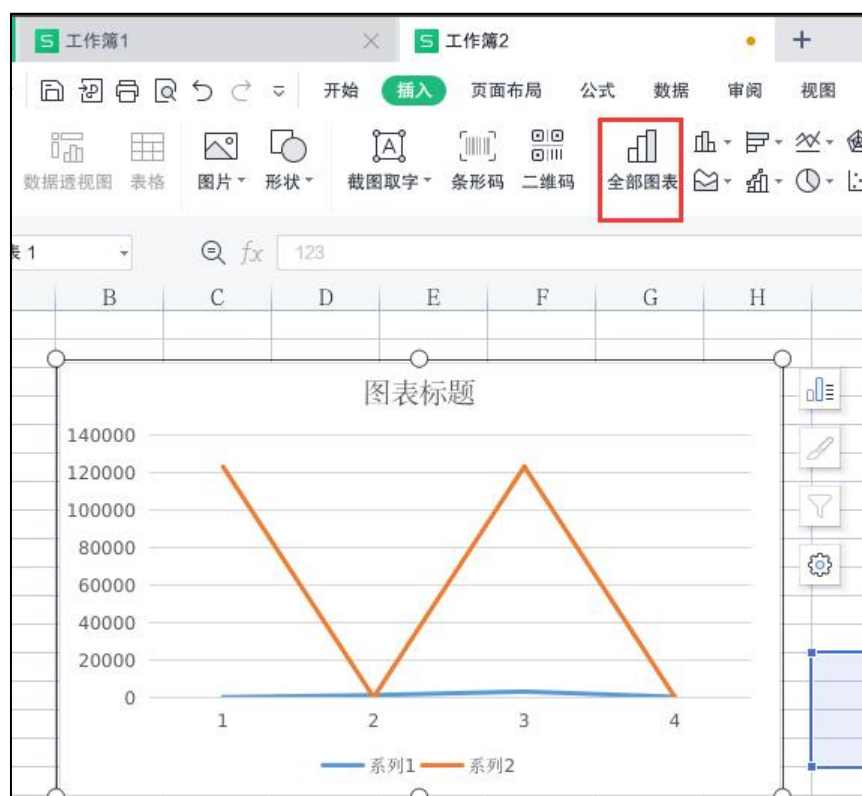 S 工作簿1 S 工作簿2
开始 插入 页面布局 公式 数据 审阅 视图
数据透视图 表格 图片 形状 截图取字 条形码 二维码 全部图表
表 1 fx 123
B C D E F G H
图表标题
140000
120000
100000
80000
60000
40000
20000
0
1 2 3 4
系列1 系列2